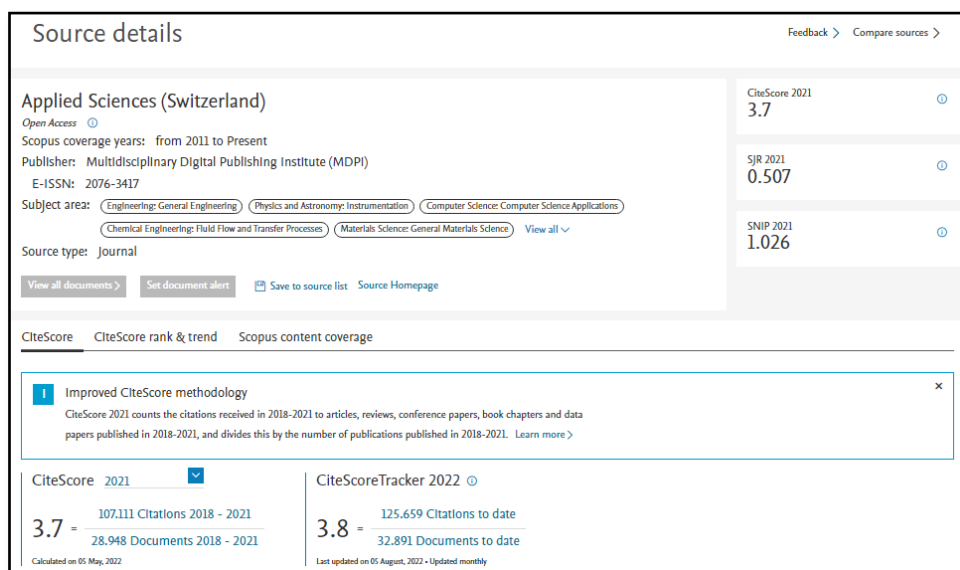 Source details
Feedback > Compare sources >
Applied Sciences (Switzerland)
Open Access
Scopus coverage years: from 2011 to Present
Publisher: Multidisciplinary Digital Publishing Institute (MDPI)
E-ISSN: 2076-3417
Subject area: Engineering: General Engineering Physics and Astronomy: Instrumentation Computer Science: Computer Science Applications
Chemical Engineering: Fluid Flow and Transfer Processes Materials Science: General Materials Science View all
Source type: Journal
View all documents > Set document alert Save to source list Source Homepage
CiteScore 2021
3.7
SJR 2021
0.507
SNIP 2021
1.026
CiteScore CiteScore rank & trend Scopus content coverage
i Improved CiteScore methodology ×
CiteScore 2021 counts the citations received in 2018-2021 to articles, reviews, conference papers, book chapters and data
papers published in 2018-2021, and divides this by the number of publications published in 2018-2021. Learn more >
CiteScore 2021
3.7 =
107.111 Citations 2018 - 2021
28.948 Documents 2018 - 2021
Calculated on 05 May, 2022
CiteScoreTracker 2022
3.8 =
125.659 Citations to date
32.891 Documents to date
Last updated on 05 August, 2022 • Updated monthly